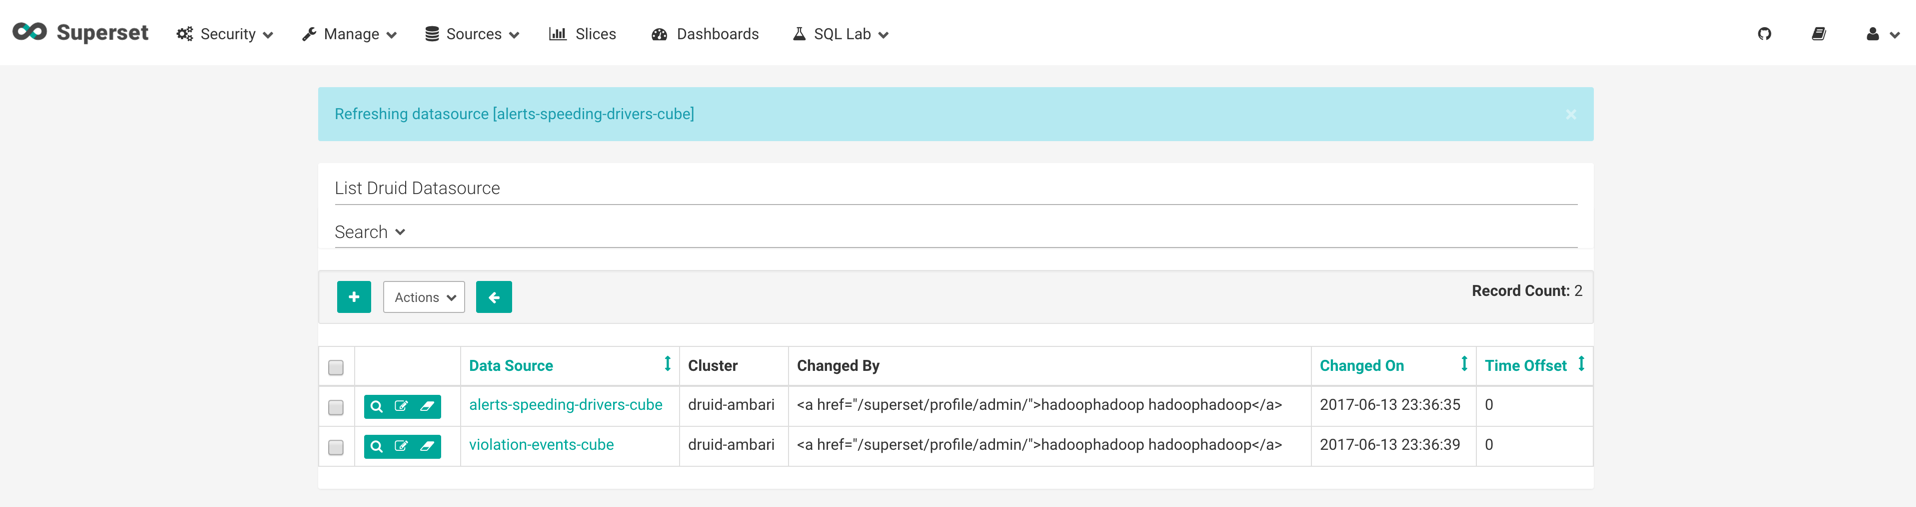 Superset Security Manage Sources Slices Dashboards SQL Lab
Refreshing datasource [alerts-speeding-drivers-cube] ×
List Druid Datasource
Search
Actions Record Count: 2
Data Source Cluster Changed By Changed On Time Offset
alerts-speeding-drivers-cube druid-ambari <a href="/superset/profile/admin/">hadoophadoop hadoophadoop</a> 2017-06-13 23:36:35 0
violation-events-cube druid-ambari <a href="/superset/profile/admin/">hadoophadoop hadoophadoop</a> 2017-06-13 23:36:39 0